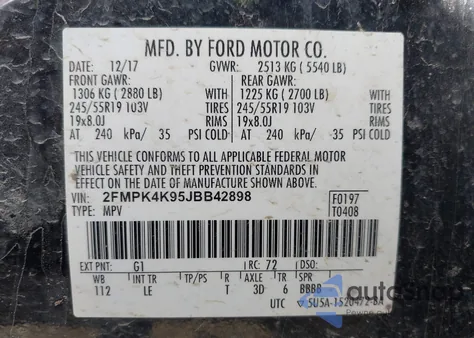 MFD. BY FORD MOTOR CO.
DATE: 12/17 GVWR: 2513 KG ( 5540 LB)
FRONT GAWR: REAR GAWR:
1306 KG ( 2880 LB) WITH 1225 KG ( 2700 LB) WITH
245/55R19 103V TIRES 245/55R19 103V TIRES
19x8.0J RIMS 19x8.0J RIMS
AT 240 kPa/ 35 PSI COLD AT 240 kPa/ 35 PSI COLD
THIS VEHICLE CONFORMS TO ALL APPLICABLE FEDERAL MOTOR
VEHICLE SAFETY AND THEFT PREVENTION STANDARDS IN
EFFECT ON THE DATE OF MANUFACTURE SHOWN ABOVE.
VIN: 2FMPK4K95JBB42898 F0197
TYPE: MPV T0408
EXT PNT: G1 RC: 72 DSO:
WB INT TR TP/PS R AXLE TR SPR
112 LE T 3D 6 BBBB
UTC 5U5A-1520472-BA